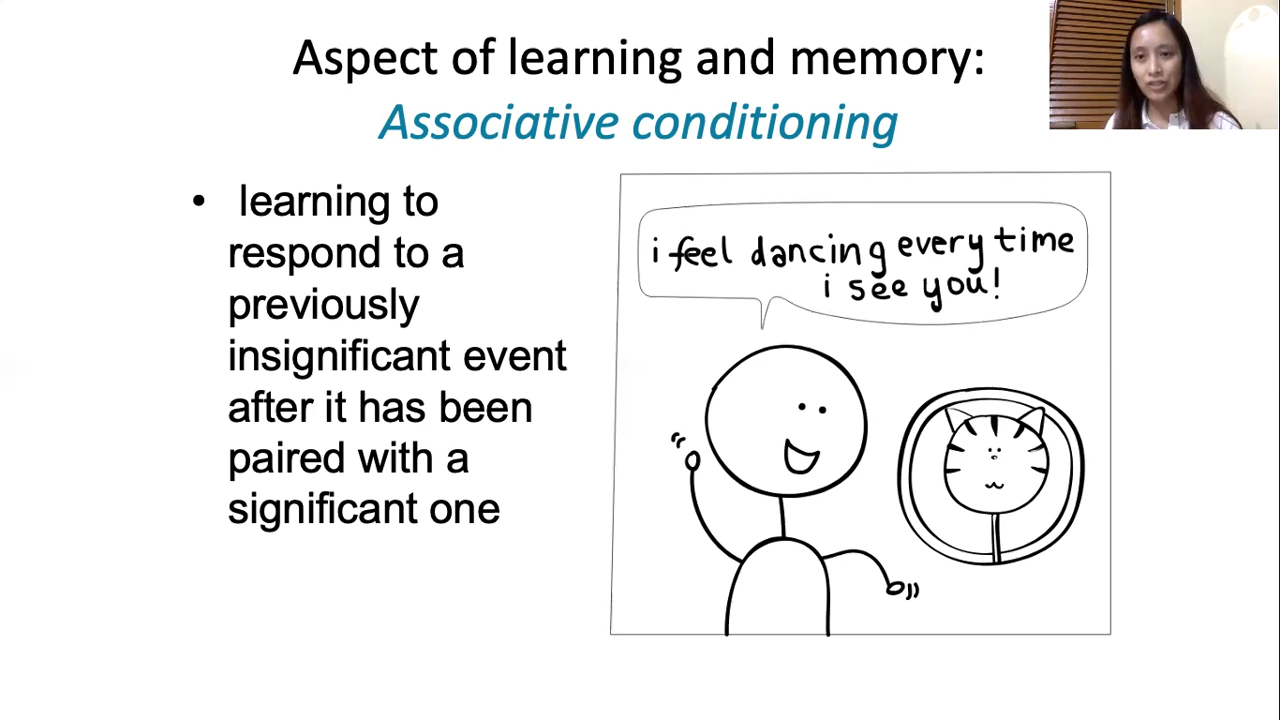 Aspect of learning and memory:
Associative conditioning
• learning to
respond to a
previously
insignificant event
after it has been
paired with a
significant one
i feel dancing every time
i see you!